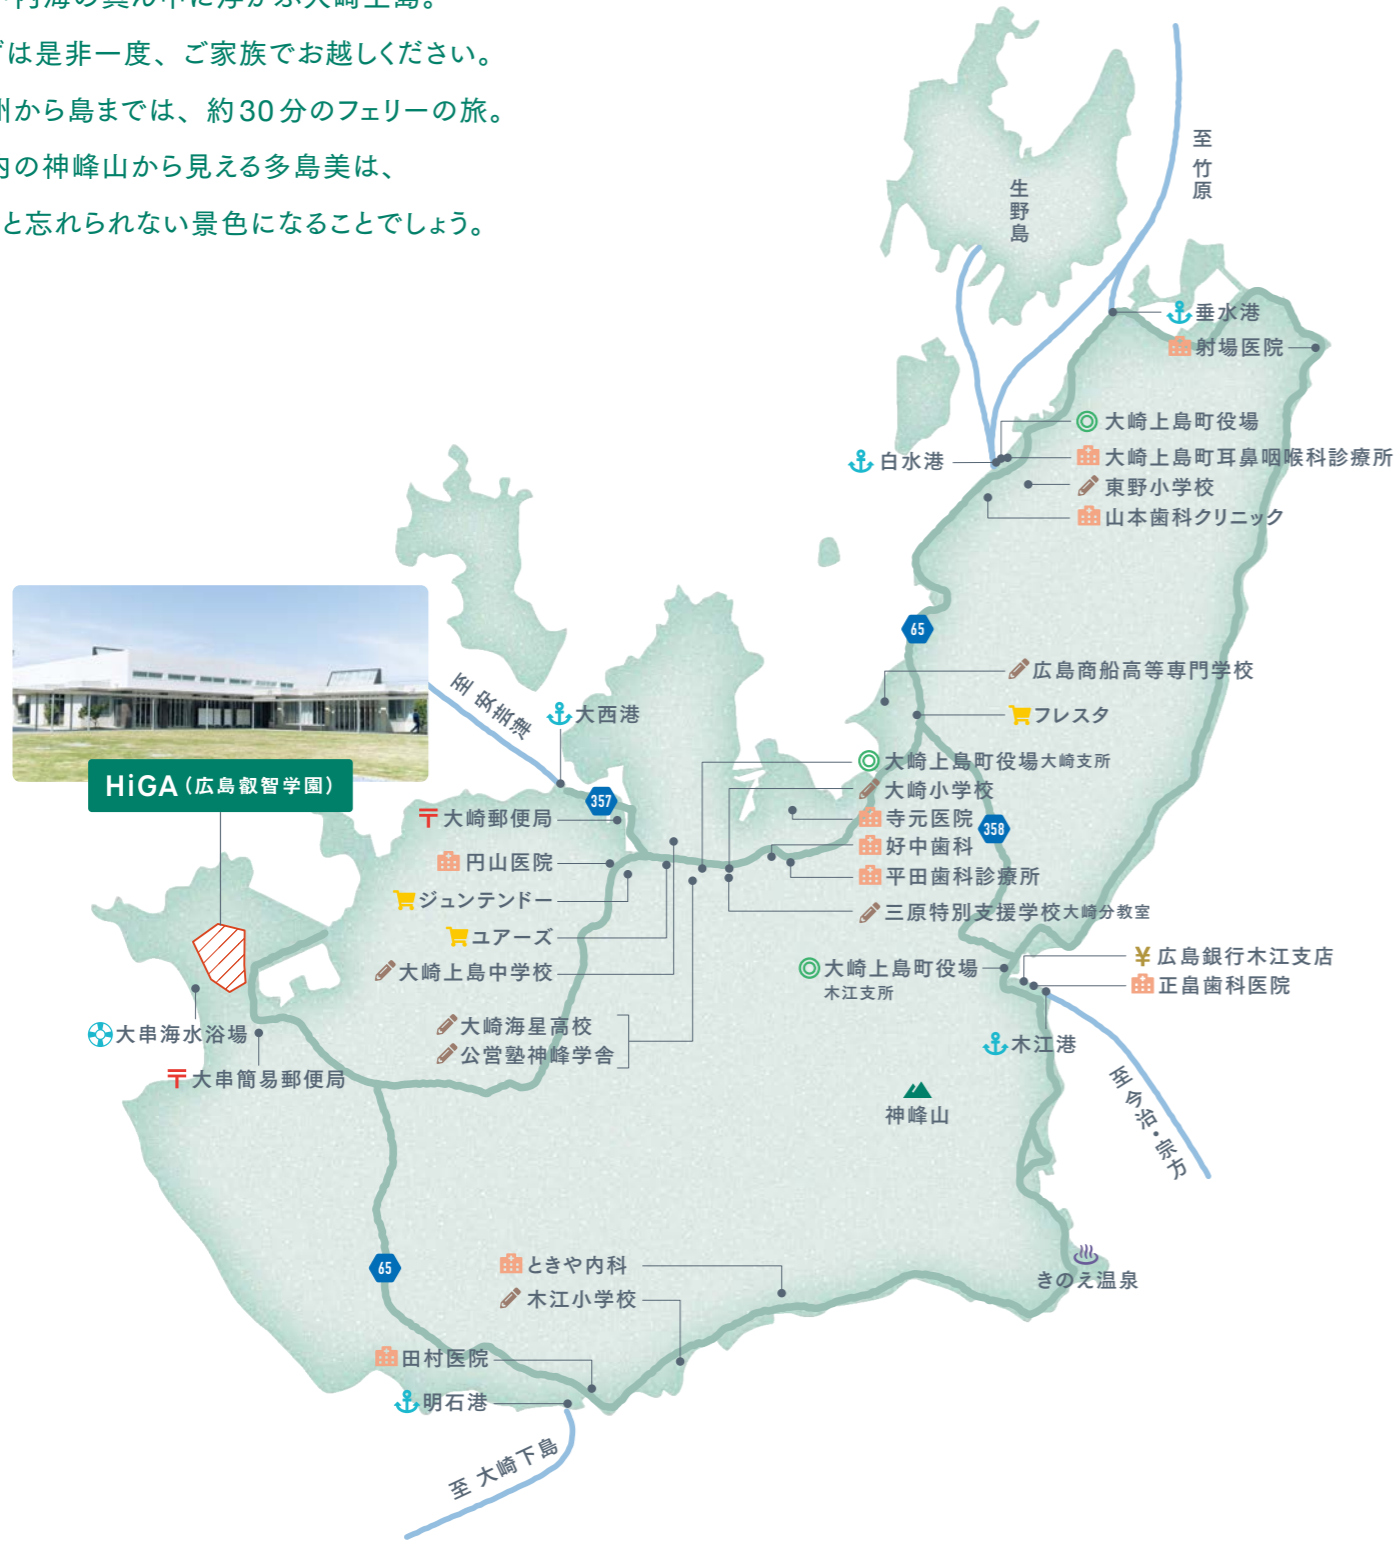 内海の真ん中に浮かぶ大崎上島。
は是非一度、ご家族でお越しください。
から島までは、約30分のフェリーの旅。
内の神峰山から見える多島美は、
と忘れられない景色になることでしょう。
至 竹原
生野島
垂水港
射場医院
大崎上島町役場
白水港
大崎上島町耳鼻咽喉科診療所
東野小学校
山本歯科クリニック
65
広島商船高等専門学校
至 安芸津
大西港
フレスタ
大崎上島町役場大崎支所
HiGA(広島叡智学園)
大崎小学校
357
大崎郵便局
寺元医院
358
好中歯科
円山医院
平田歯科診療所
ジュンテンドー
三原特別支援学校大崎分教室
ユアーズ
大崎上島中学校
大崎上島町役場
木江支所
広島銀行木江支店
正畠歯科医院
大串海水浴場
大崎海星高校
公営塾神峰学舎
木江港
大串簡易郵便局
神峰山
至 今治・宗方
65
ときや内科
きのえ温泉
木江小学校
田村医院
明石港
至 大崎下島